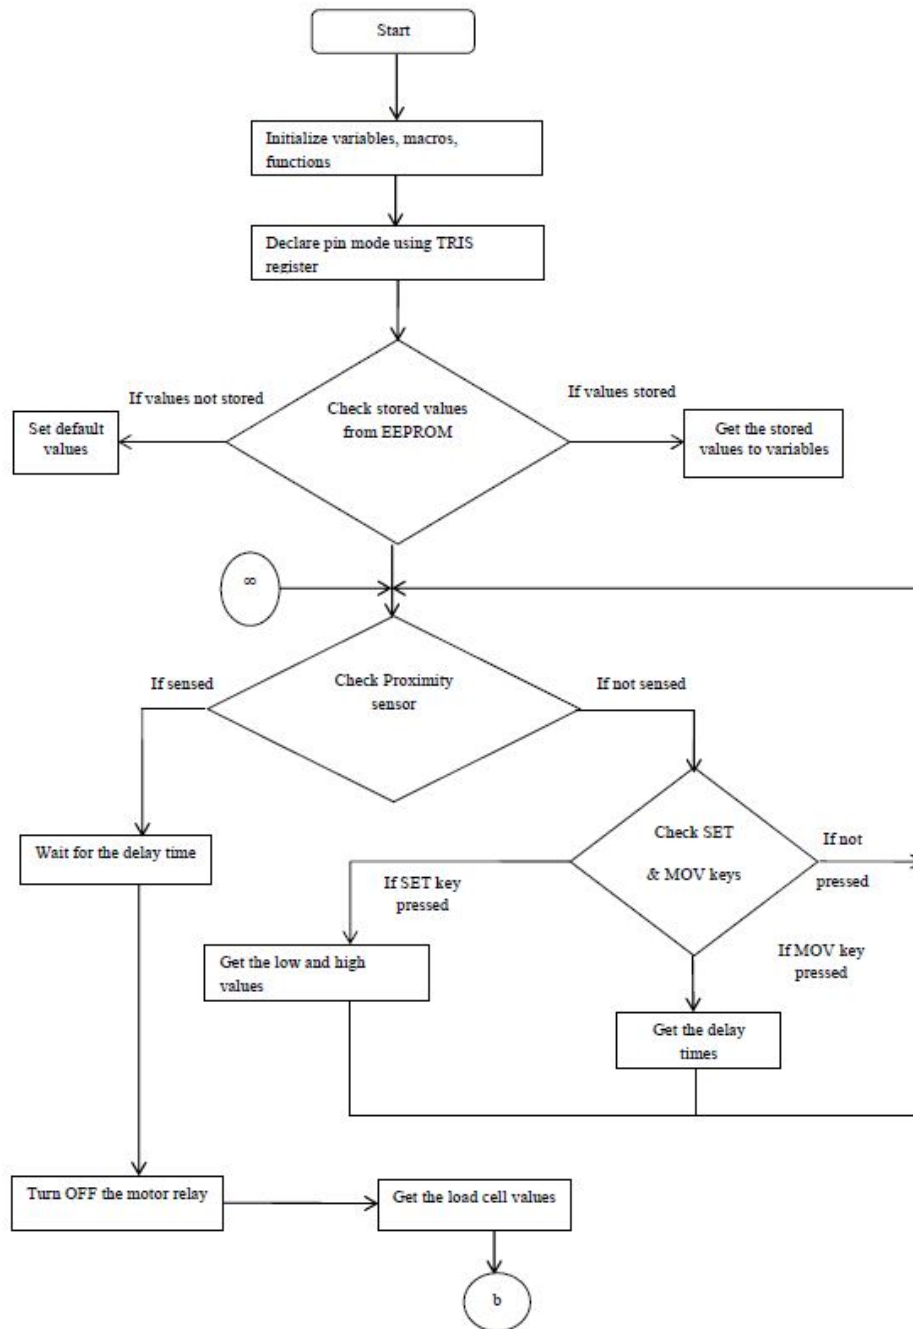 Start
Initialize variables, macros,
functions
Declare pin mode using TRIS
register
If values not stored
If values stored
Check stored values
from EEPROM
Set default
values
Get the stored
values to variables
∞
If sensed
Check Proximity
sensor
If not sensed
Wait for the delay time
Check SET
& MOV keys
If not
pressed
If SET key
pressed
If MOV key
pressed
Get the low and high
values
Get the delay
times
Turn OFF the motor relay
Get the load cell values
b